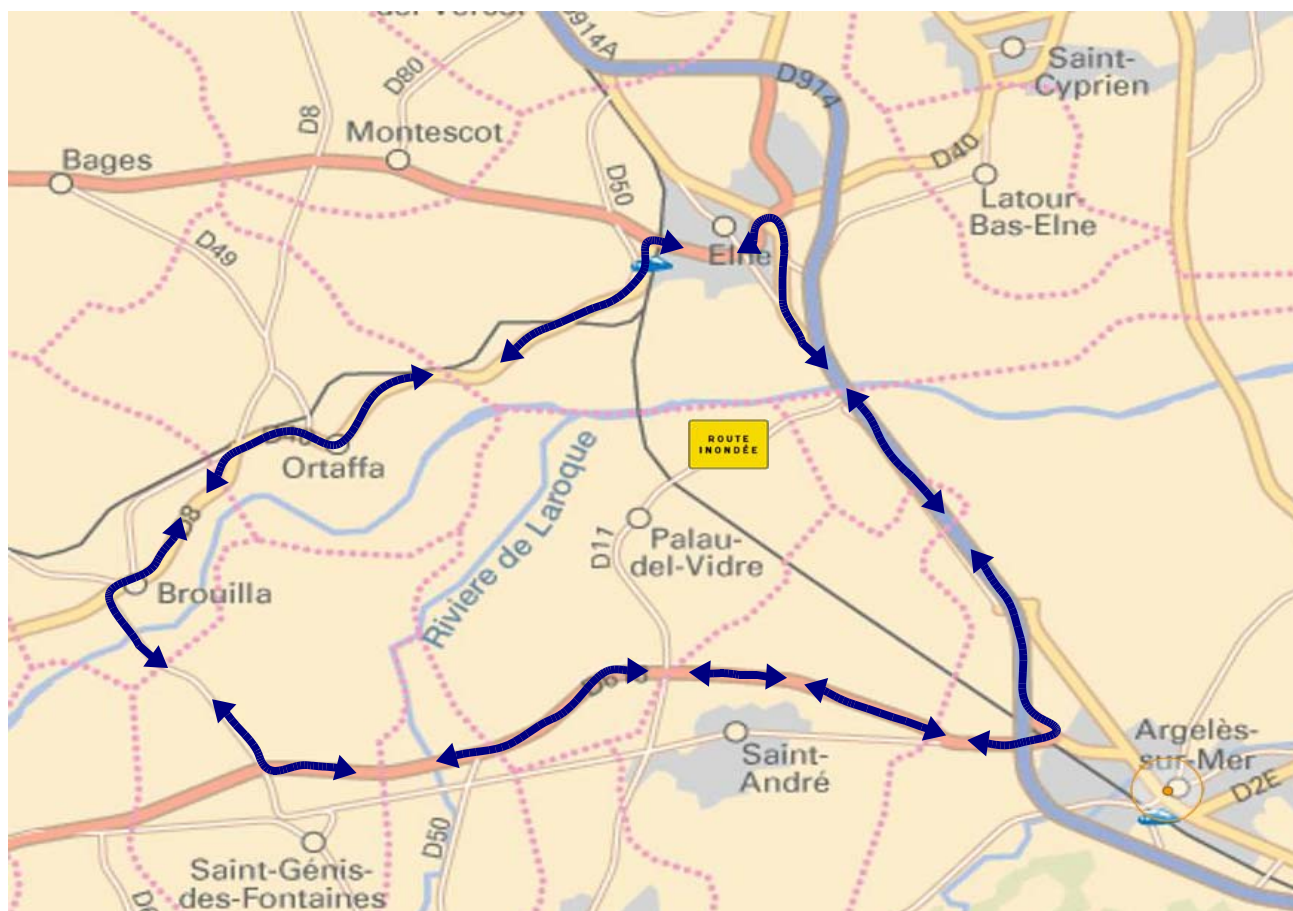 D914A
D80
D914
Saint-
Cyprien
D8
Montescot
Bages
D40
D50
Latour-
Bas-Elne
D49
Elne
Ortaffa
ROUTE
INONDÉE
Riviere de Laroque
D11
Palau-
del-Vidre
Brouilla
Argelès-
sur-Mer
Saint-
André
D2E
D50
Saint-Génis-
des-Fontaines